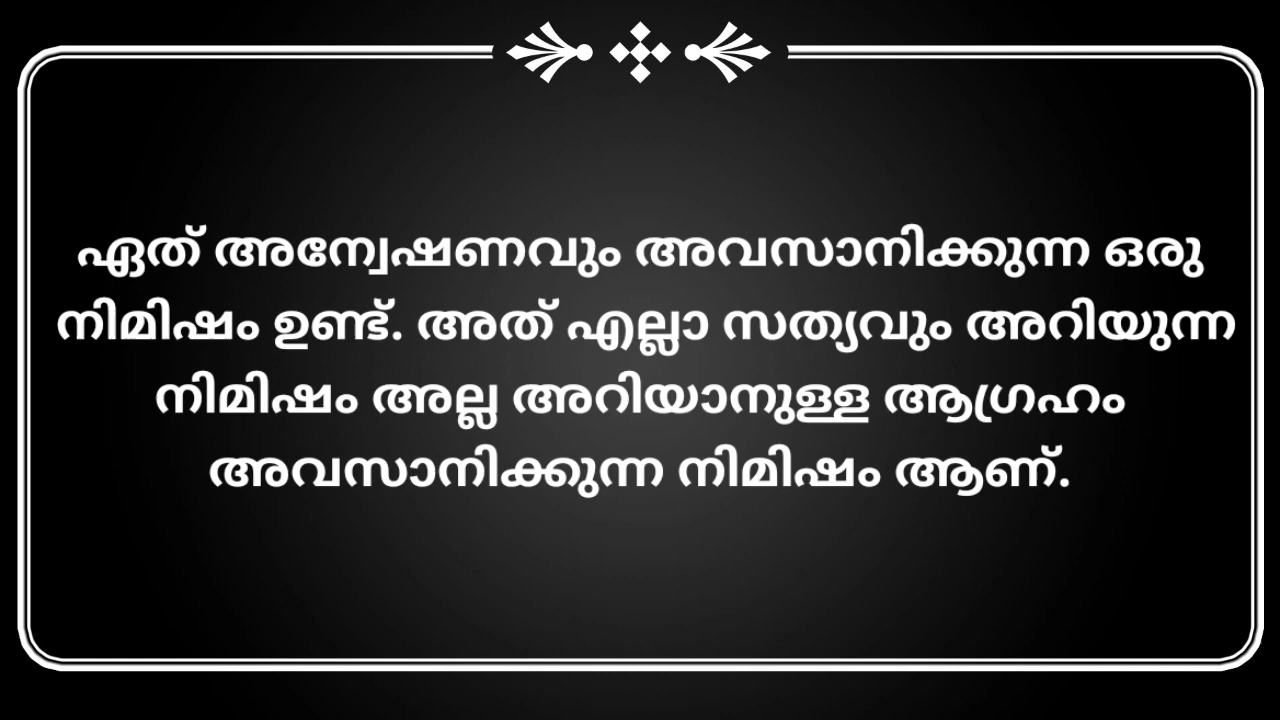 ഏത് അന്വേഷണവും അവസാനിക്കുന്ന ഒരു
നിമിഷം ഉണ്ട്. അത് എല്ലാ സത്യവും അറിയുന്ന
നിമിഷം അല്ല അറിയാനുള്ള ആഗ്രഹം
അവസാനിക്കുന്ന നിമിഷം ആണ്.